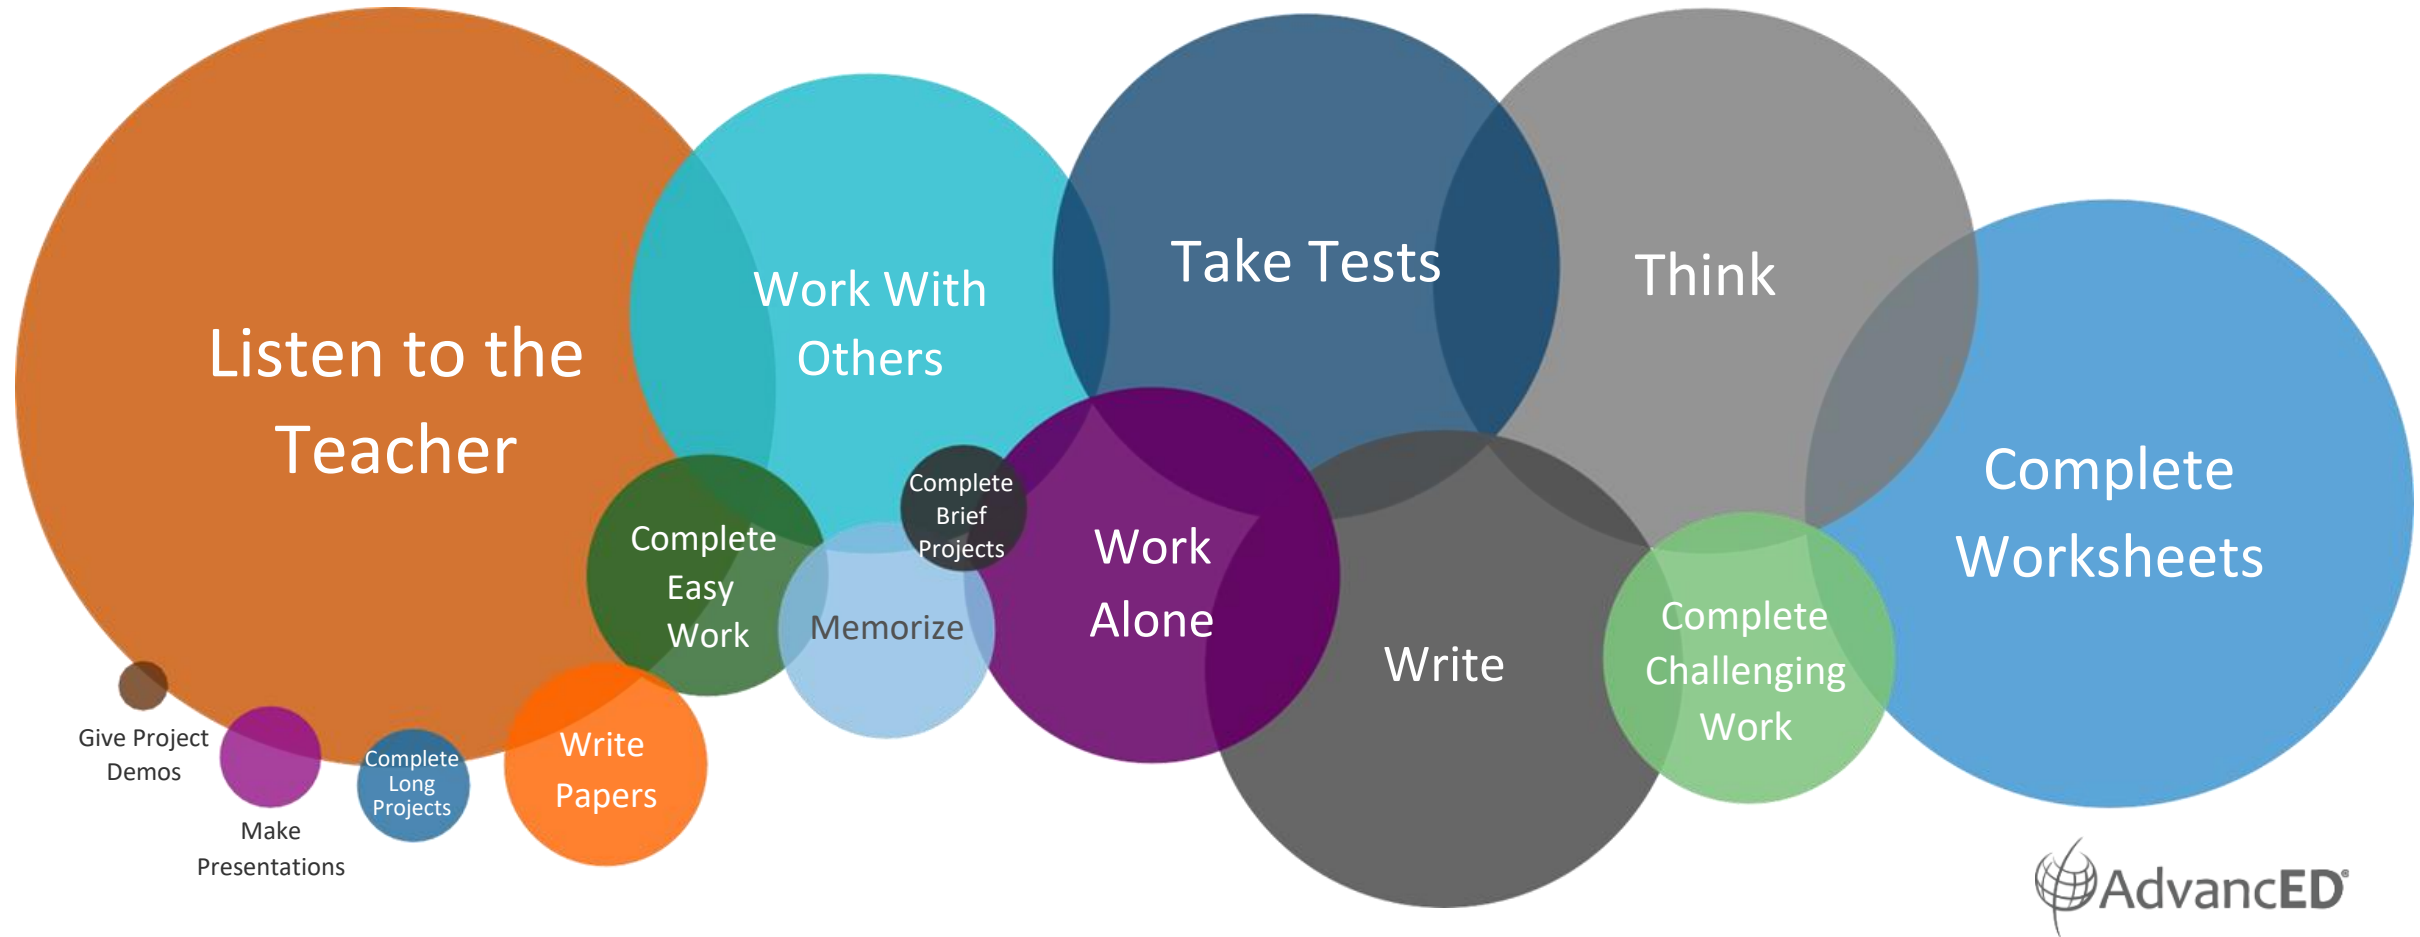 Listen to the
Teacher
Work With
Others
Take Tests
Think
Complete
Worksheets
Complete
Easy
Work
Memorize
Complete
Brief
Projects
Work
Alone
Write
Complete
Challenging
Work
Give Project
Demos
Make
Presentations
Complete
Long
Projects
Write
Papers
AdvancED®